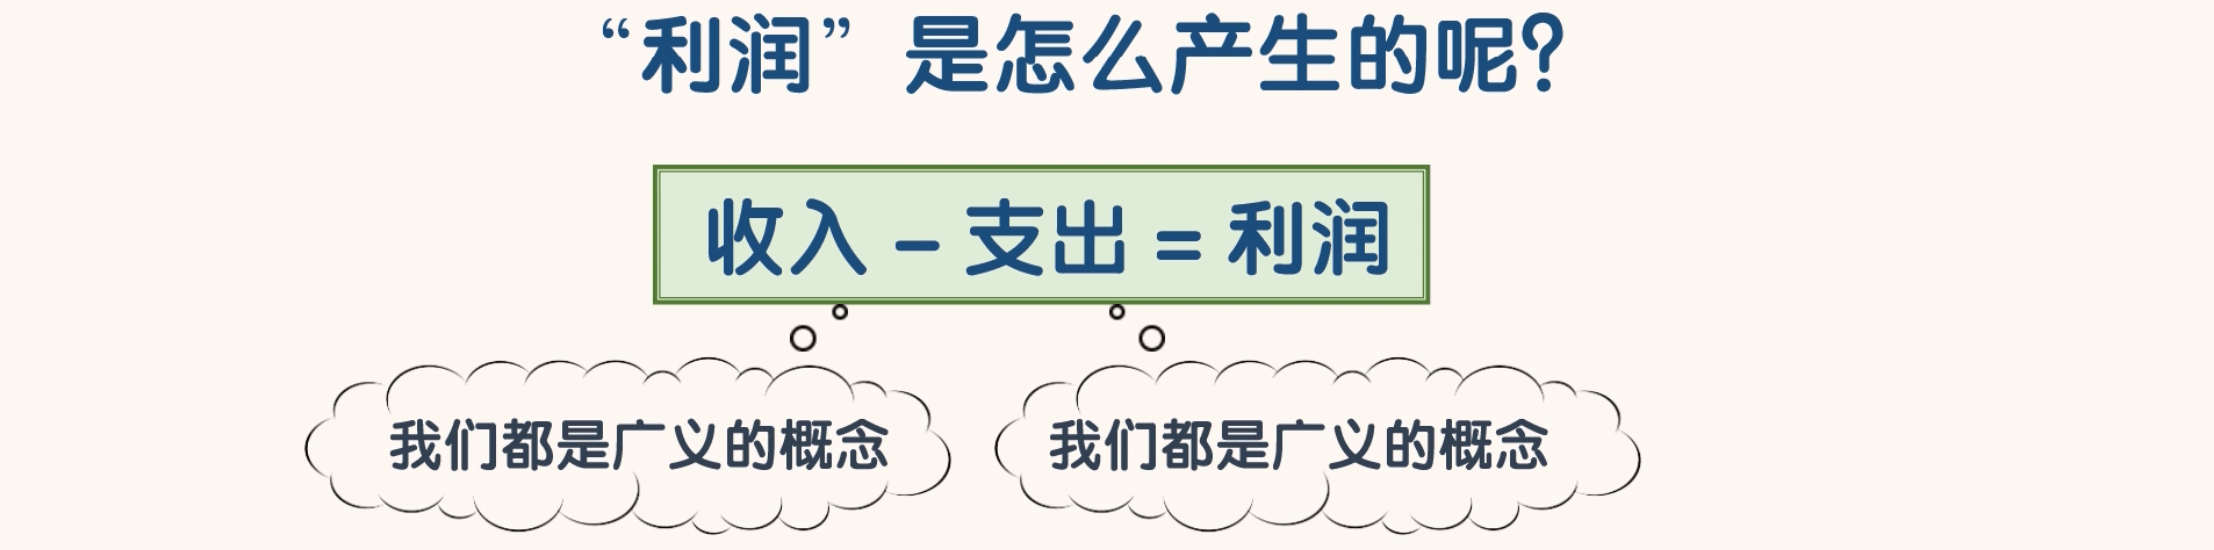 “利润”是怎么产生的呢？
收入 – 支出 = 利润
我们都是广义的概念
我们都是广义的概念